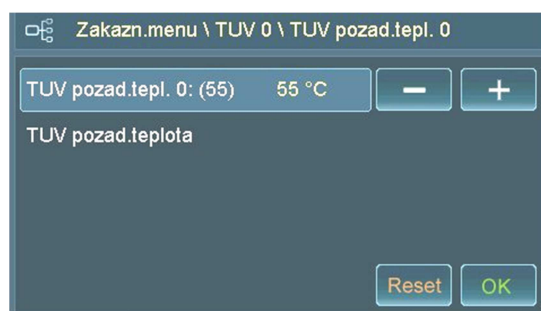 Zakazn.menu \ TUV 0 \ TUV pozad.tepl. 0
TUV pozad.tepl. 0: (55) 55 °C − +
TUV pozad.teplota
Reset OK